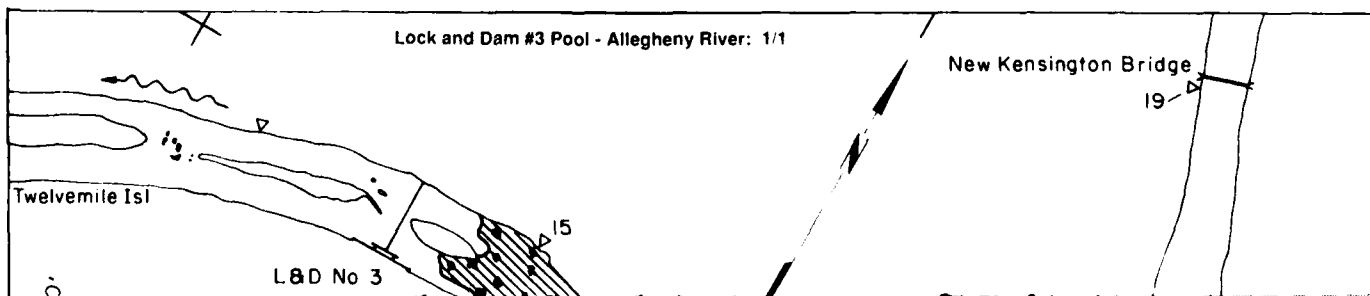 Lock and Dam #3 Pool - Allegheny River: 1/1
New Kensington Bridge
19
Twelvemile Isl
15
L&D No 3